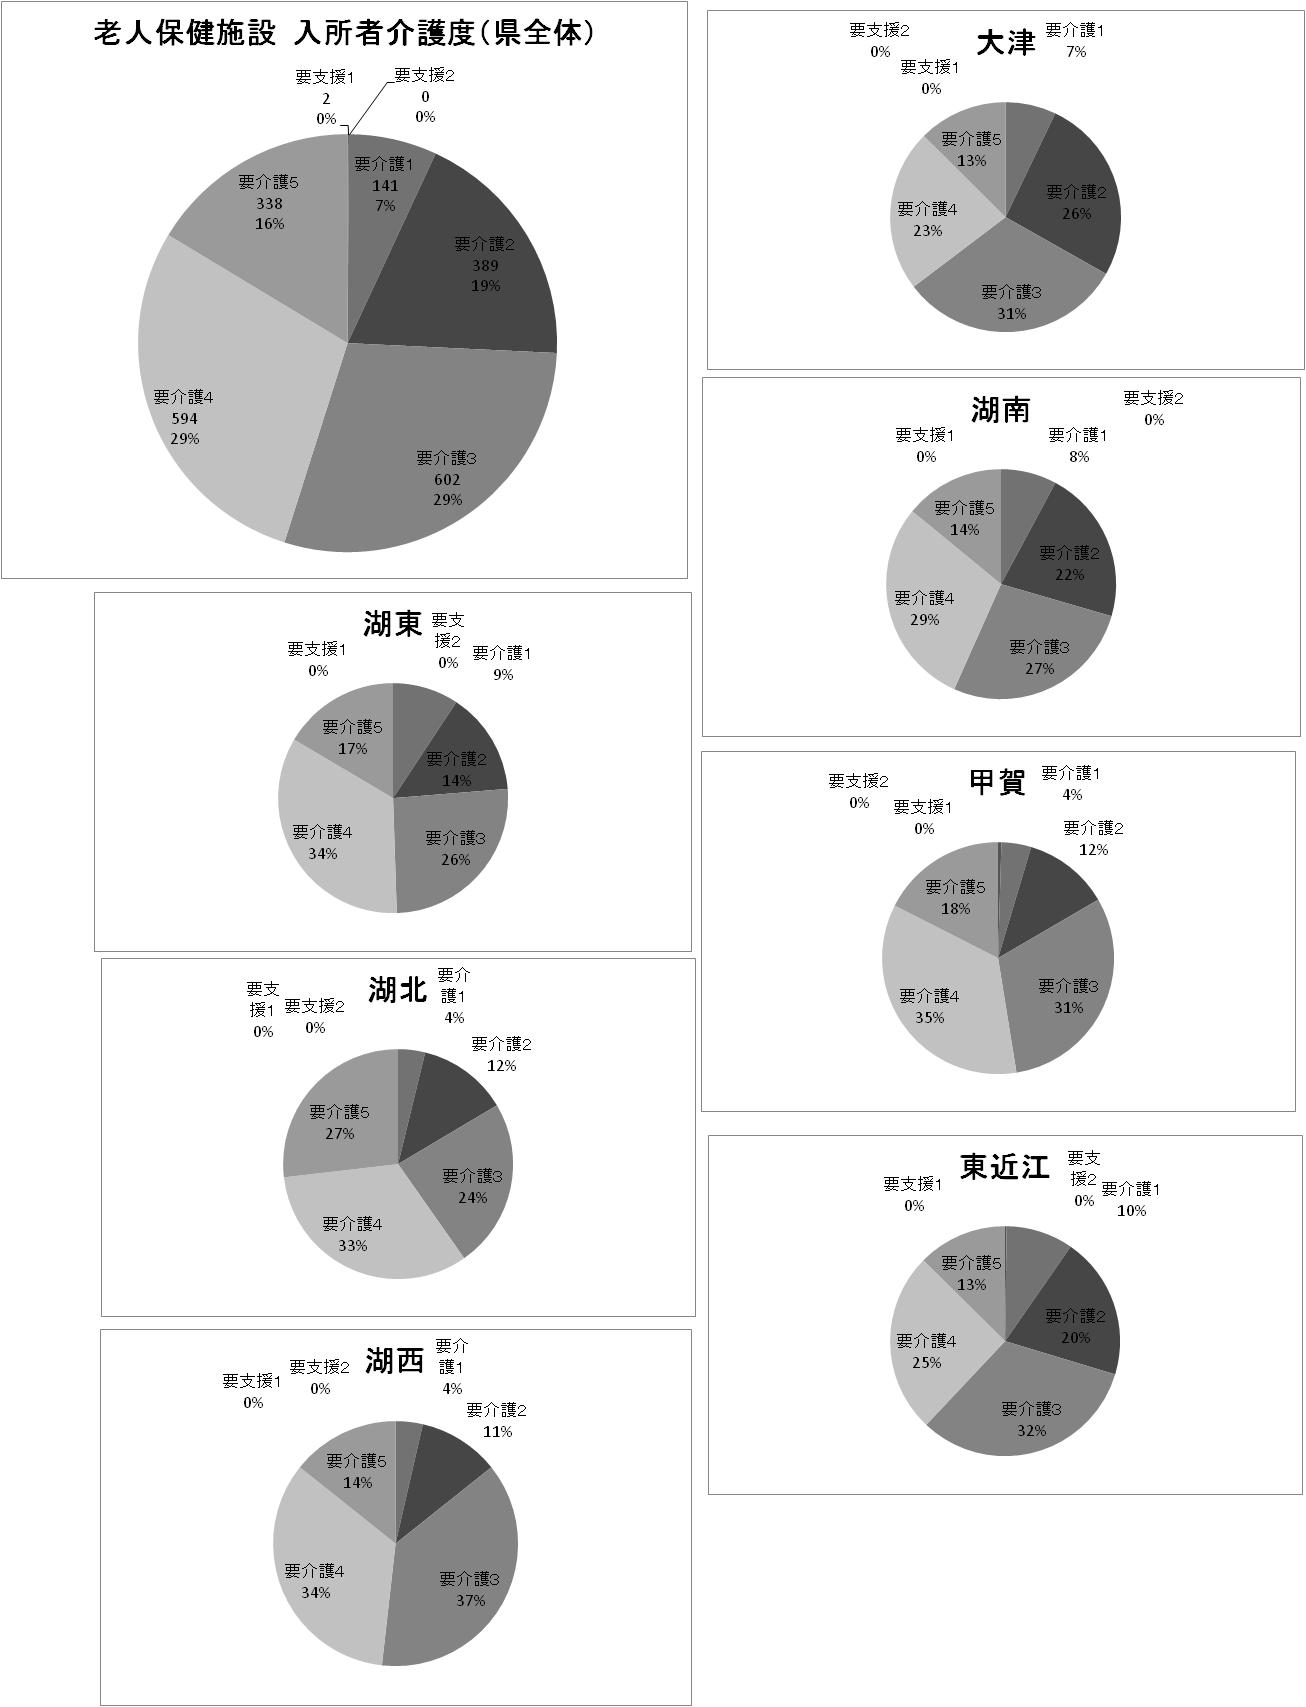 老人保健施設 入所者介護度（県全体）
要支援1
2
0%
要支援2
0
0%
要介護1
141
7%
要介護2
389
19%
要介護3
602
29%
要介護4
594
29%
要介護5
338
16%
大津
要支援2
0%
要支援1
0%
要介護1
7%
要介護2
26%
要介護3
31%
要介護4
23%
要介護5
13%
湖南
要支援1
0%
要支援2
0%
要介護1
8%
要介護2
22%
要介護3
27%
要介護4
29%
要介護5
14%
湖東
要支援1
0%
要支
援2
0%
要介護1
9%
要介護2
14%
要介護3
26%
要介護4
34%
要介護5
17%
甲賀
要支援2
0%
要支援1
0%
要介護1
4%
要介護2
12%
要介護3
31%
要介護4
35%
要介護5
18%
湖北
要支
援1
0%
要支援2
0%
要介
護1
4%
要介護2
12%
要介護3
24%
要介護4
33%
要介護5
27%
東近江
要支援1
0%
要支
援2
0%
要介護1
10%
要介護2
20%
要介護3
32%
要介護4
25%
要介護5
13%
湖西
要支援1
0%
要支援2
0%
要介
護1
4%
要介護2
11%
要介護3
37%
要介護4
34%
要介護5
14%